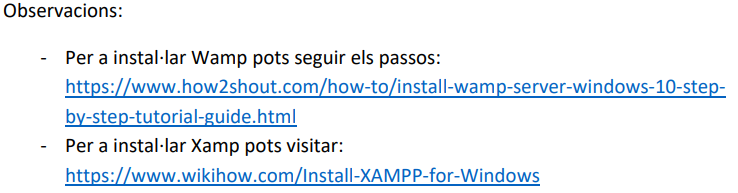 Observacions:
- Per a instal·lar Wamp pots seguir els passos:
https://www.how2shout.com/how-to/install-wamp-server-windows-10-step-
by-step-tutorial-guide.html
- Per a instal·lar Xamp pots visitar:
https://www.wikihow.com/Install-XAMPP-for-Windows